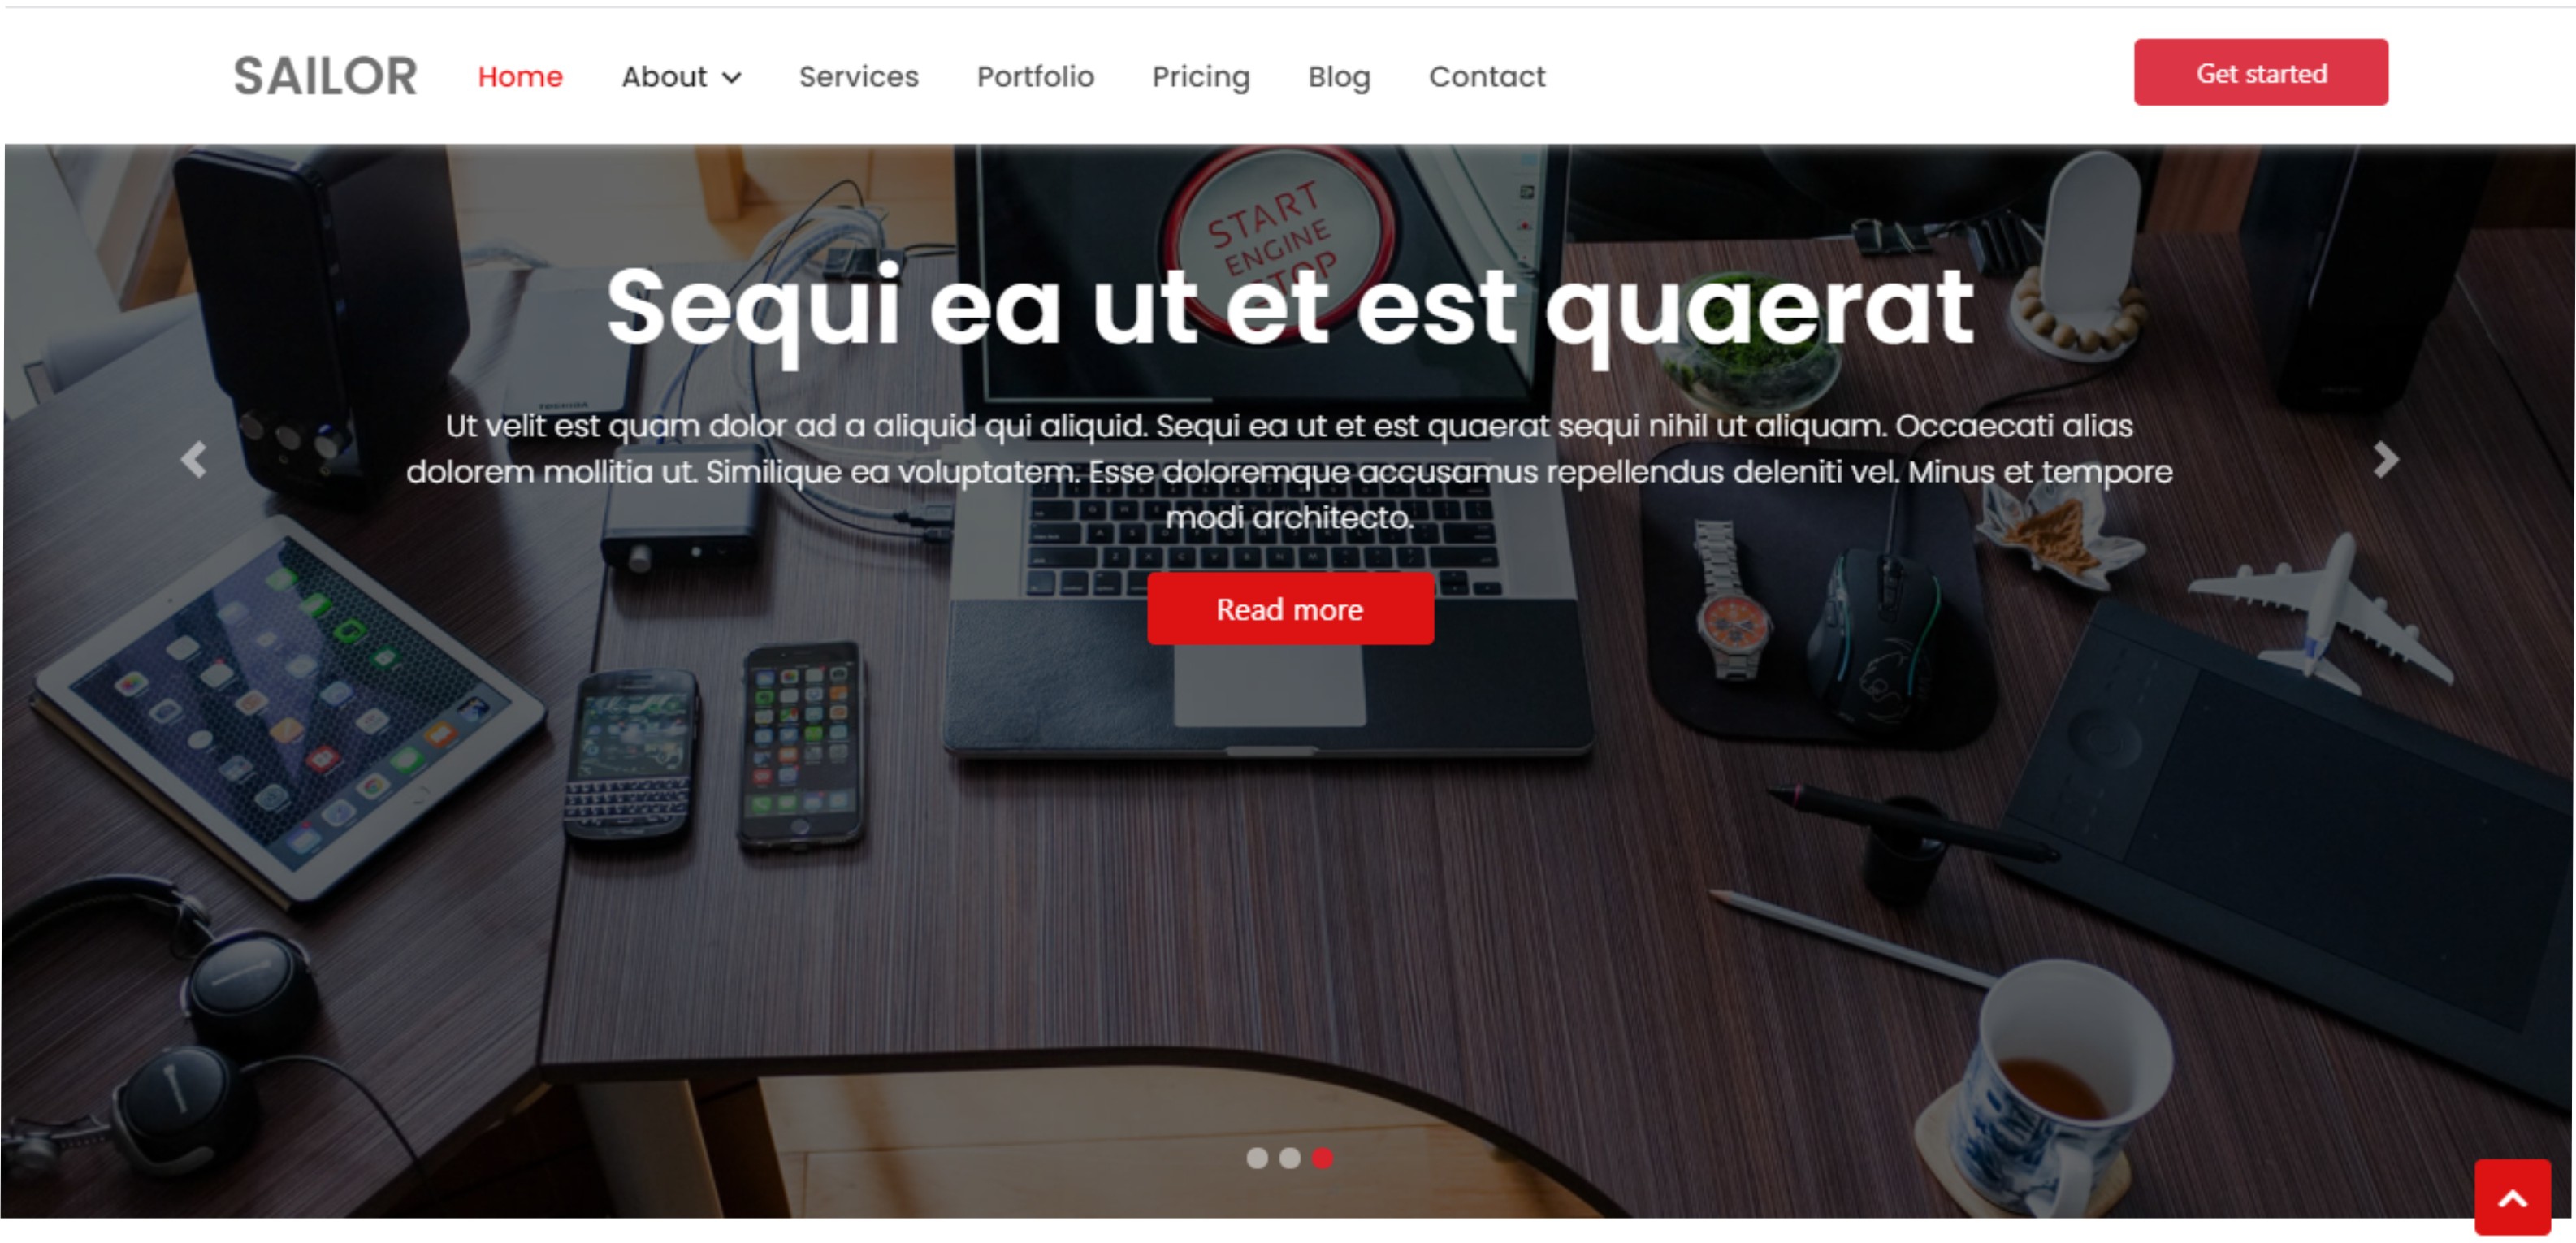 SAILOR Home About Services Portfolio Pricing Blog Contact Get started
START
ENGINE
STOP
Sequi ea ut et est quaerat
TOSHIBA
Ut velit est quam dolor ad a aliquid qui aliquid. Sequi ea ut et est quaerat sequi nihil ut aliquam. Occaecati alias
dolorem mollitia ut. Similique ea voluptatem. Esse doloremque accusamus repellendus deleniti vel. Minus et tempore
modi architecto.
Read more